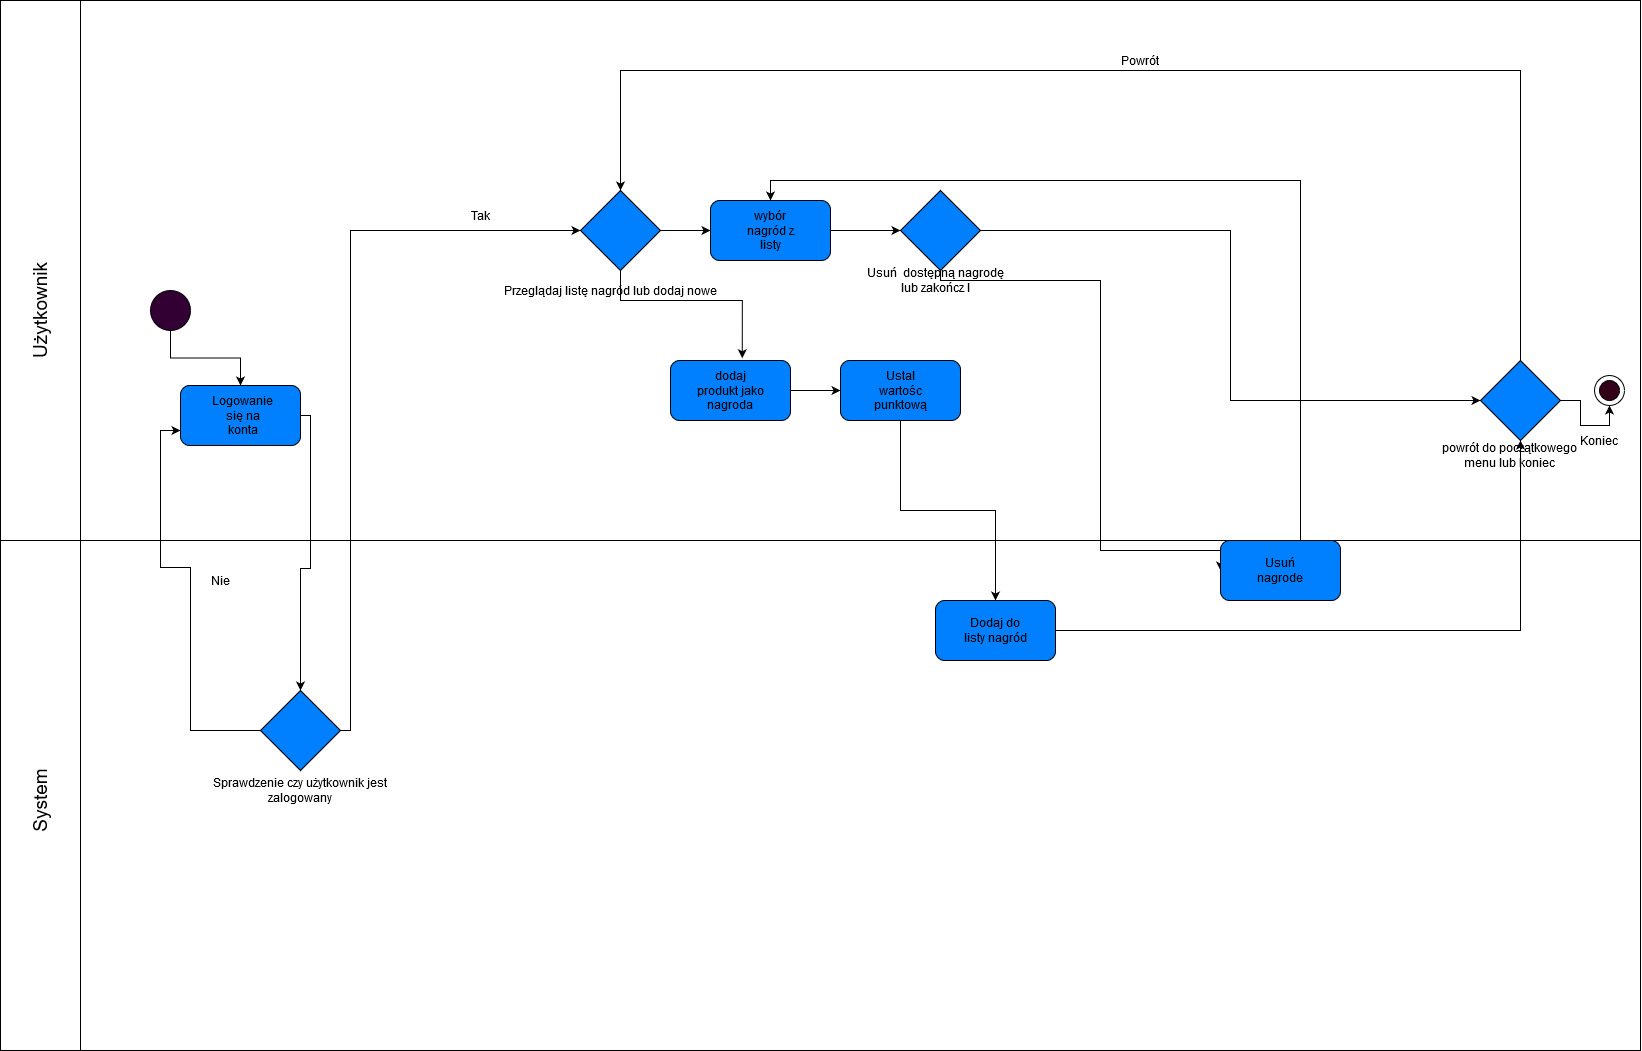 Powrót
Tak
wybór
nagród z
listy
Usuń dostępną nagrodę
lub zakończ I
Przeglądaj listę nagród lub dodaj nowe
Użytkownik
dodaj
produkt jako
nagroda
Ustal
wartośc
punktową
Logowanie
się na
konta
powrót do początkowego
menu lub koniec
Koniec
Nie
Usuń
nagrode
Dodaj do
listy nagród
System
Sprawdzenie czy użytkownik jest
zalogowany